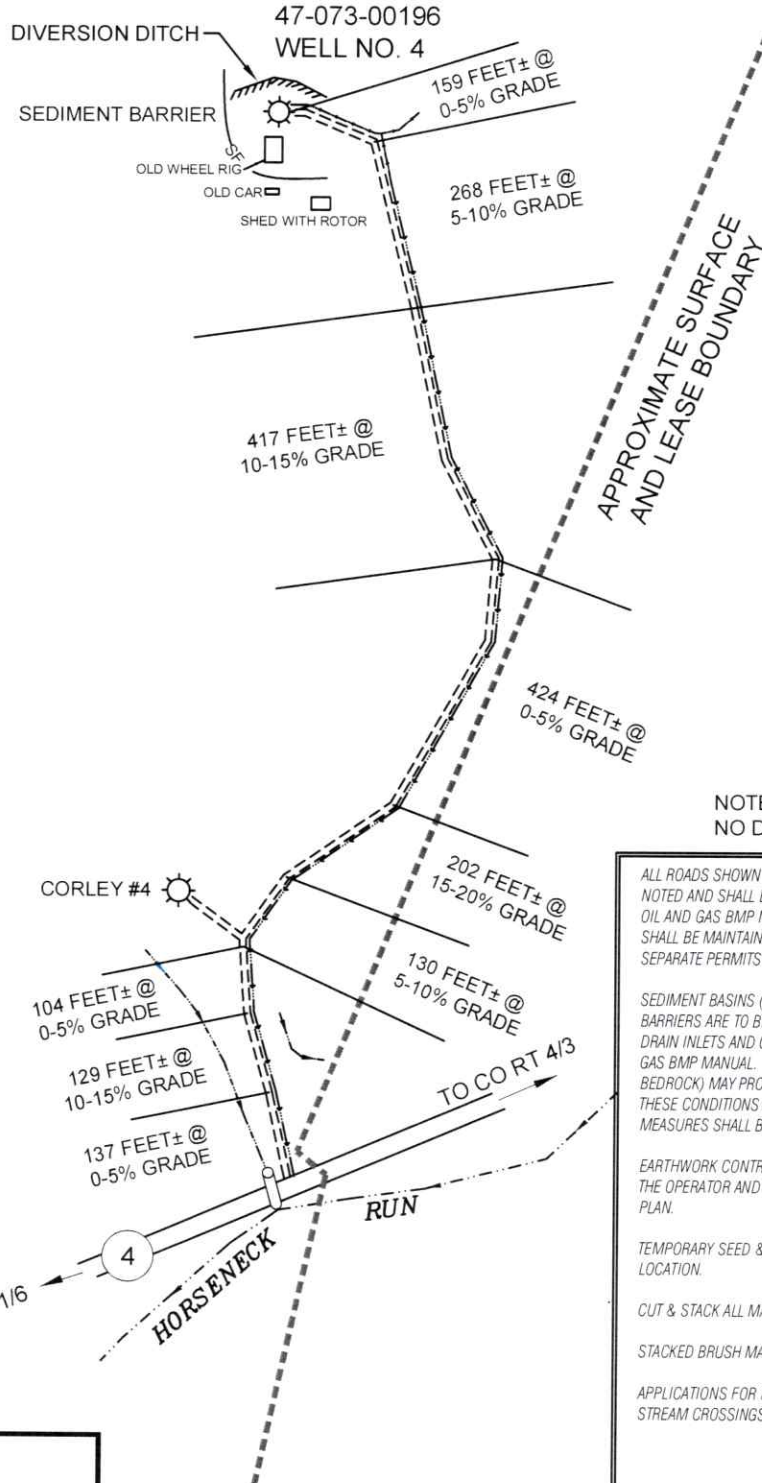 47-073-00196
WELL NO. 4
DIVERSION DITCH
SEDIMENT BARRIER
SF
OLD WHEEL RIG
OLD CAR
SHED WITH ROTOR
159 FEET± @
0-5% GRADE
268 FEET± @
5-10% GRADE
APPROXIMATE SURFACE
AND LEASE BOUNDARY
417 FEET± @
10-15% GRADE
424 FEET± @
0-5% GRADE
202 FEET± @
15-20% GRADE
130 FEET± @
5-10% GRADE
CORLEY #4
104 FEET± @
0-5% GRADE
129 FEET± @
10-15% GRADE
137 FEET± @
0-5% GRADE
TO CO RT 4/3
4
1/6
HORSENECK
RUN
NOTE
NO D
ALL ROADS SHOWN
NOTED AND SHALL
OIL AND GAS BMP
SHALL BE MAINTAIN
SEPARATE PERMITS
SEDIMENT BASINS (
BARRIERS ARE TO B
DRAIN INLETS AND
GAS BMP MANUAL.
BEDROCK) MAY PRO
THESE CONDITIONS
MEASURES SHALL B
EARTHWORK CONTR
THE OPERATOR AND
PLAN.
TEMPORARY SEED &
LOCATION.
CUT & STACK ALL MA
STACKED BRUSH MA
APPLICATIONS FOR
STREAM CROSSINGS